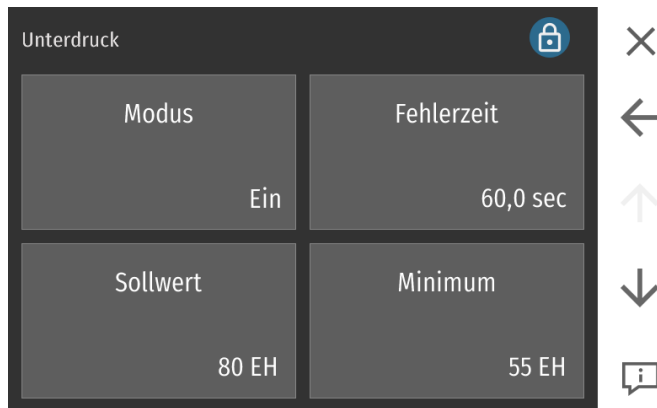 Unterdruck
Modus
Ein
Fehlerzeit
60,0 sec
Sollwert
80 EH
Minimum
55 EH